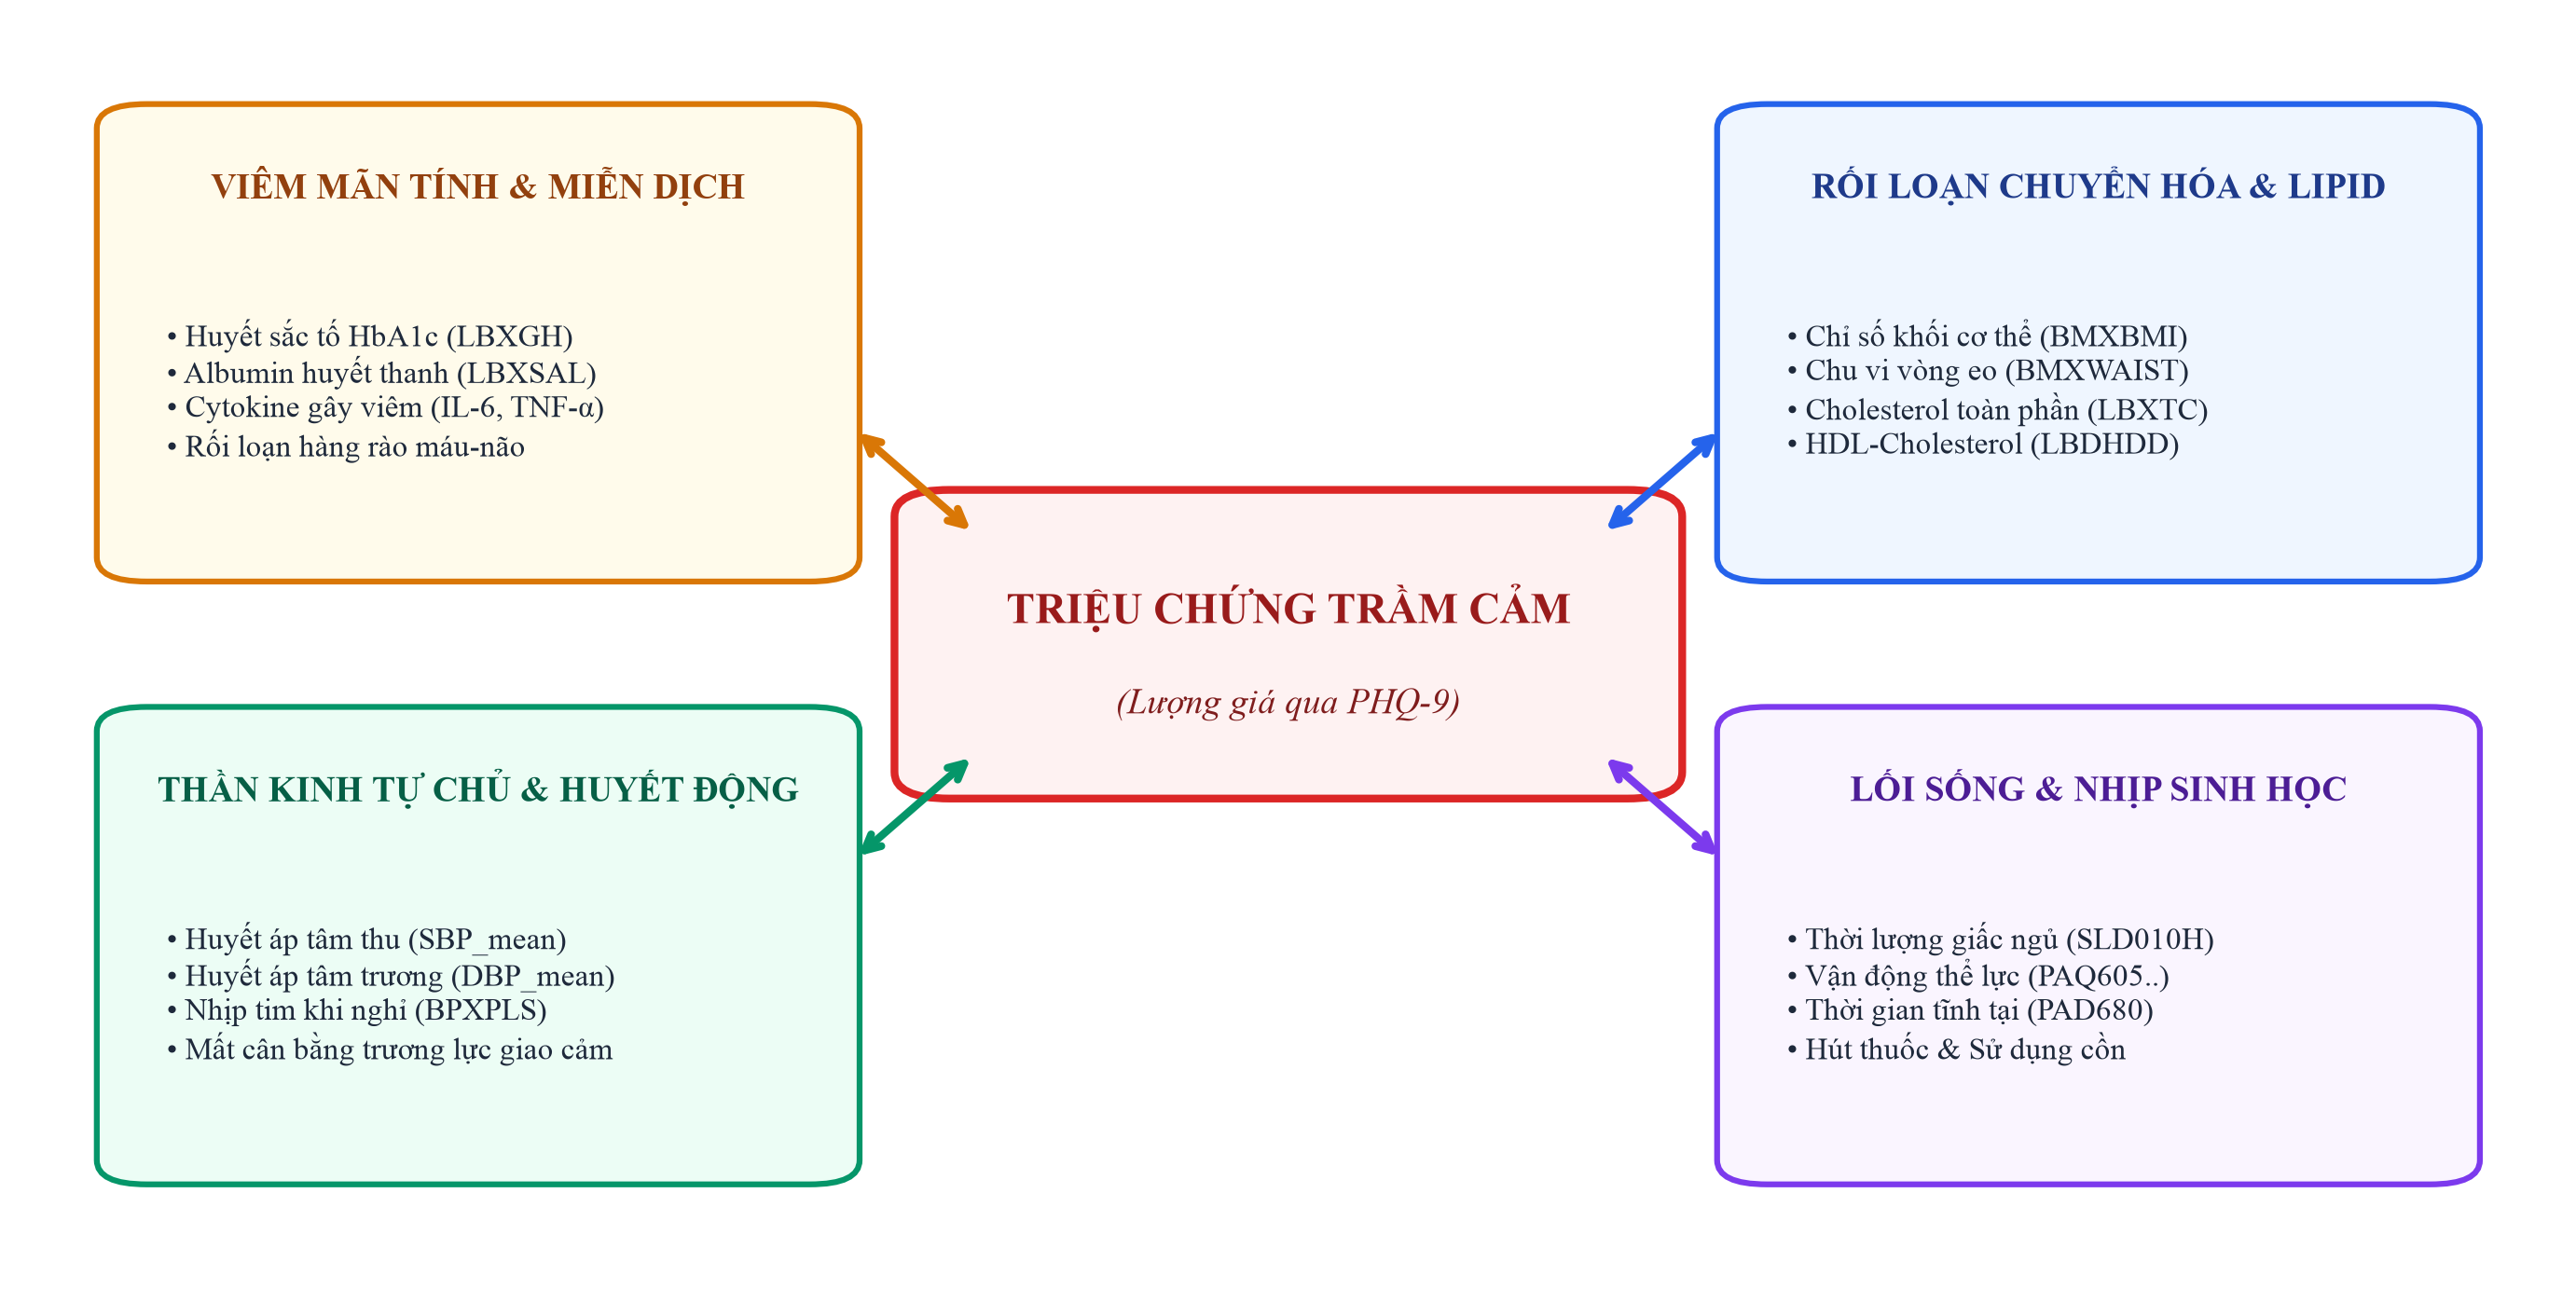 VIÊM MÃN TÍNH & MIỄN DỊCH
• Huyết sắc tố HbA1c (LBXGH)
• Albumin huyết thanh (LBXSAL)
• Cytokine gây viêm (IL-6, TNF-α)
• Rối loạn hàng rào máu-não
RỐI LOẠN CHUYỂN HÓA & LIPID
• Chỉ số khối cơ thể (BMXBMI)
• Chu vi vòng eo (BMXWAIST)
• Cholesterol toàn phần (LBXTC)
• HDL-Cholesterol (LBDHDD)
TRIỆU CHỨNG TRẦM CẢM
(Lượng giá qua PHQ-9)
THẦN KINH TỰ CHỦ & HUYẾT ĐỘNG
• Huyết áp tâm thu (SBP_mean)
• Huyết áp tâm trương (DBP_mean)
• Nhịp tim khi nghỉ (BPXPLS)
• Mất cân bằng trương lực giao cảm
LỐI SỐNG & NHỊP SINH HỌC
• Thời lượng giấc ngủ (SLD010H)
• Vận động thể lực (PAQ605..)
• Thời gian tĩnh tại (PAD680)
• Hút thuốc & Sử dụng cồn